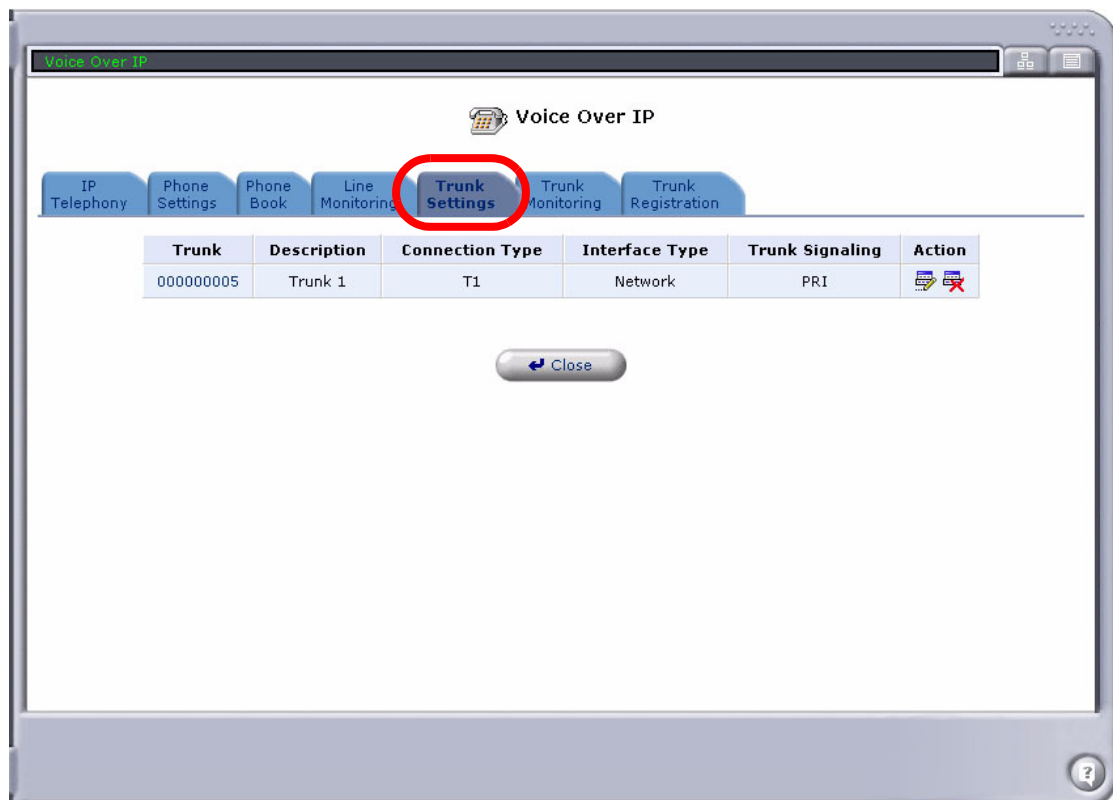 Voice Over IP
Voice Over IP
IP Telephony
Phone Settings
Phone Book
Line Monitoring
Trunk Settings
Trunk Monitoring
Trunk Registration
Trunk Description Connection Type Interface Type Trunk Signaling Action
000000005 Trunk 1 T1 Network PRI
Close
?